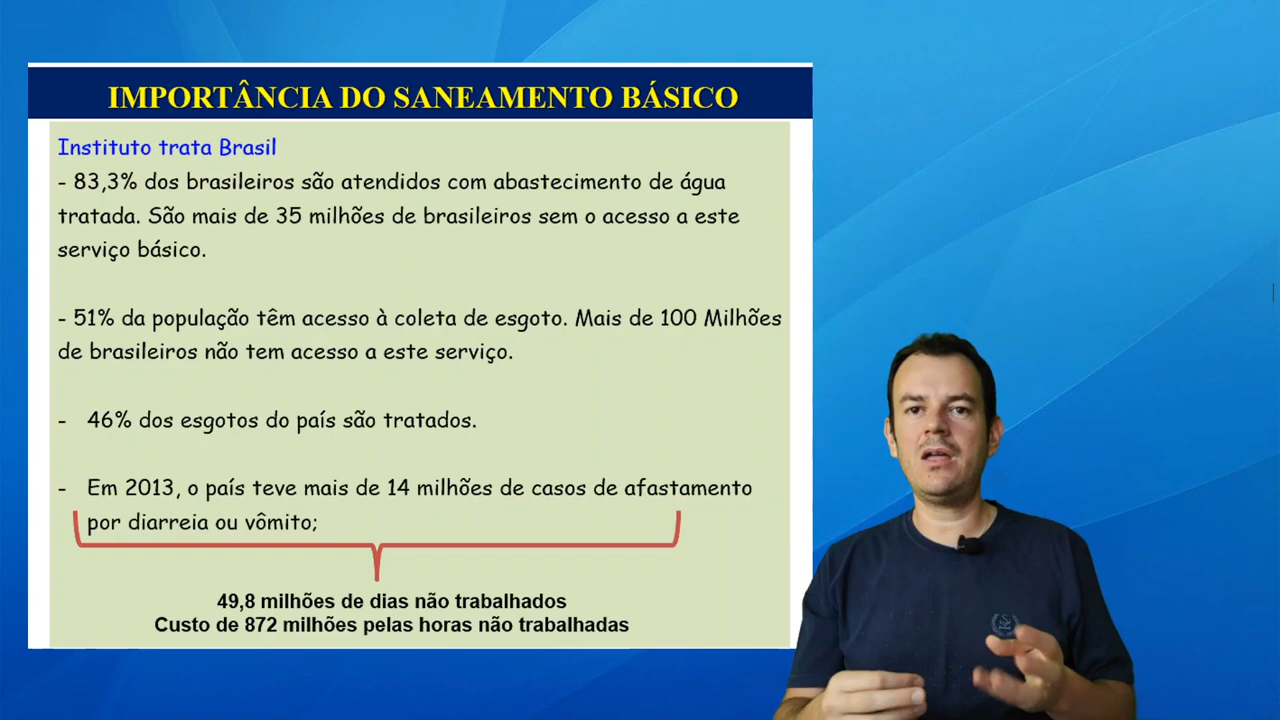 IMPORTÂNCIA DO SANEAMENTO BÁSICO
Instituto trata Brasil
- 83,3% dos brasileiros são atendidos com abastecimento de água
tratada. São mais de 35 milhões de brasileiros sem o acesso a este
serviço básico.
- 51% da população têm acesso à coleta de esgoto. Mais de 100 Milhões
de brasileiros não tem acesso a este serviço.
- 46% dos esgotos do país são tratados.
- Em 2013, o país teve mais de 14 milhões de casos de afastamento
por diarreia ou vômito;
49,8 milhões de dias não trabalhados
Custo de 872 milhões pelas horas não trabalhadas